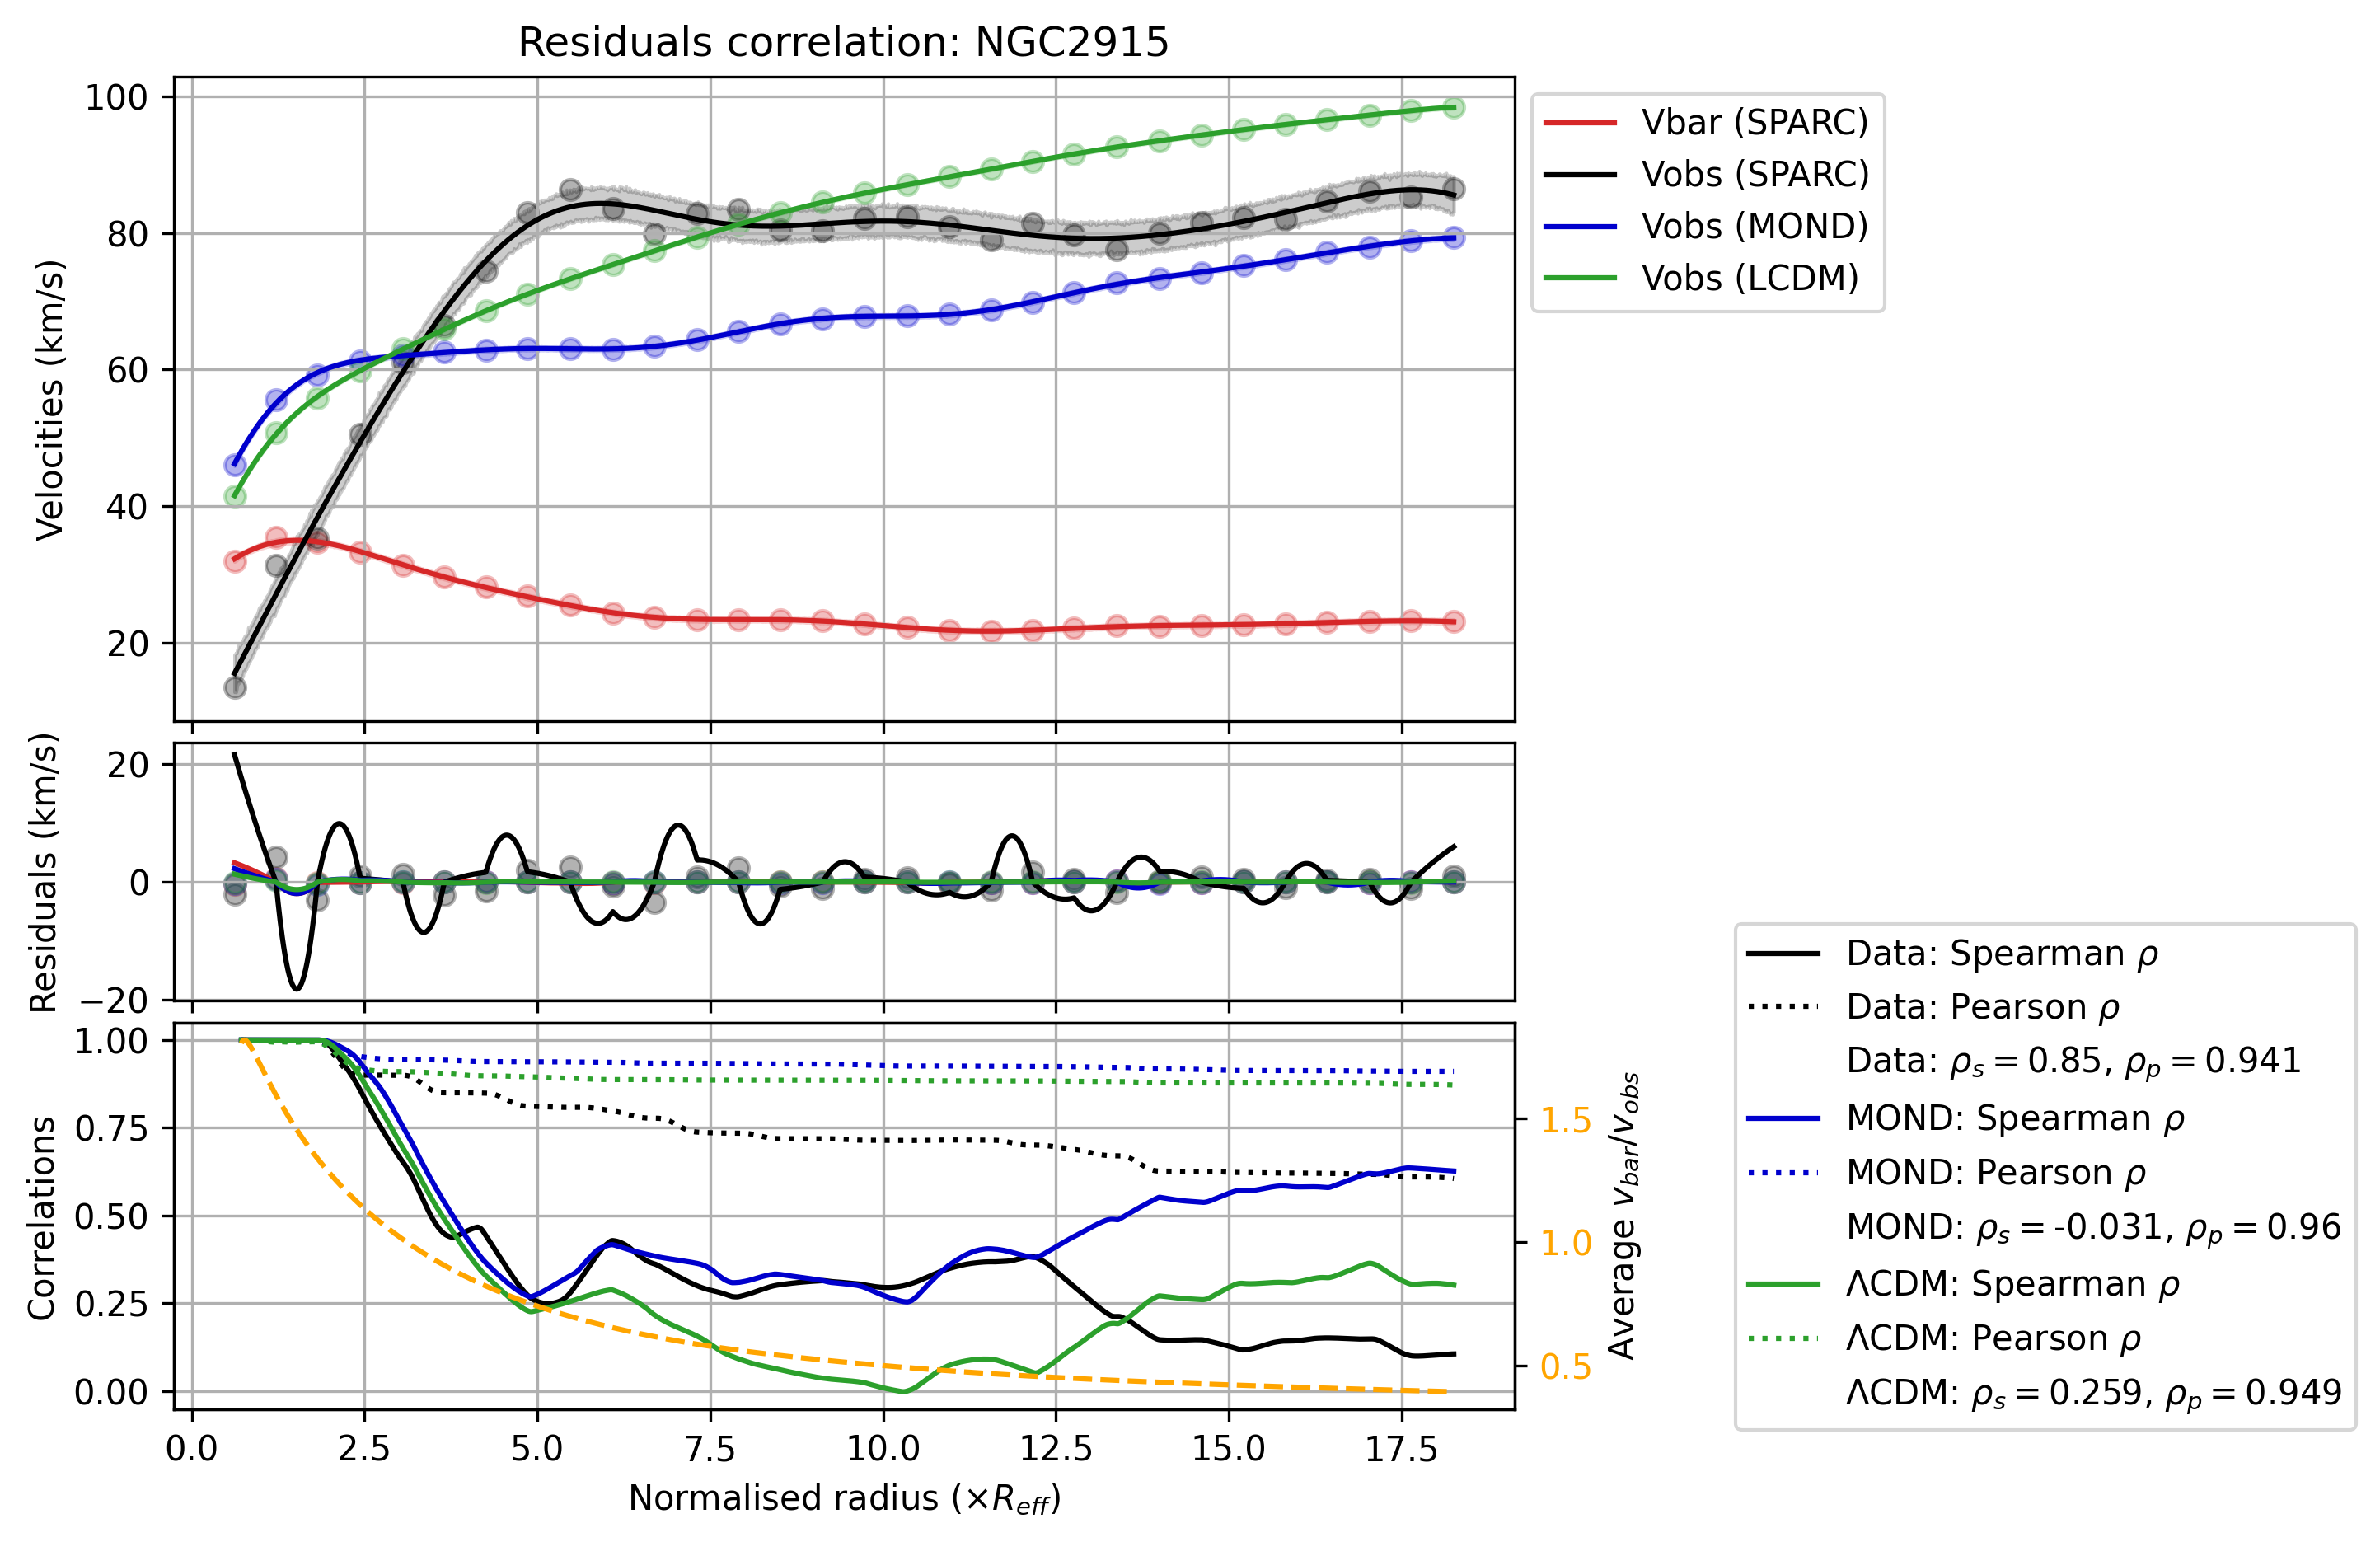 Residuals correlation: NGC2915
Velocities (km/s)
100
80
60
40
20
Vbar (SPARC)
Vobs (SPARC)
Vobs (MOND)
Vobs (LCDM)
Residuals (km/s)
20
0
−20
Correlations
1.00
0.75
0.50
0.25
0.00
1.5
1.0
0.5
Average v_bar/v_obs
0.0 2.5 5.0 7.5 10.0 12.5 15.0 17.5
Normalised radius (×R_eff)
Data: Spearman ρ
Data: Pearson ρ
Data: ρ_s = 0.85, ρ_p = 0.941
MOND: Spearman ρ
MOND: Pearson ρ
MOND: ρ_s = -0.031, ρ_p = 0.96
ΛCDM: Spearman ρ
ΛCDM: Pearson ρ
ΛCDM: ρ_s = 0.259, ρ_p = 0.949